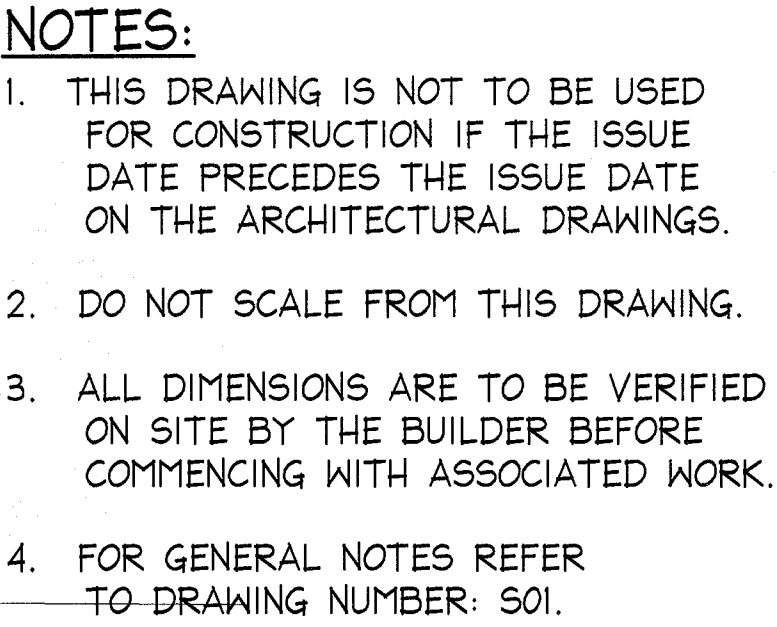 NOTES:
1. THIS DRAWING IS NOT TO BE USED
FOR CONSTRUCTION IF THE ISSUE
DATE PRECEDES THE ISSUE DATE
ON THE ARCHITECTURAL DRAWINGS.
2. DO NOT SCALE FROM THIS DRAWING.
3. ALL DIMENSIONS ARE TO BE VERIFIED
ON SITE BY THE BUILDER BEFORE
COMMENCING WITH ASSOCIATED WORK.
4. FOR GENERAL NOTES REFER
TO DRAWING NUMBER: S01.